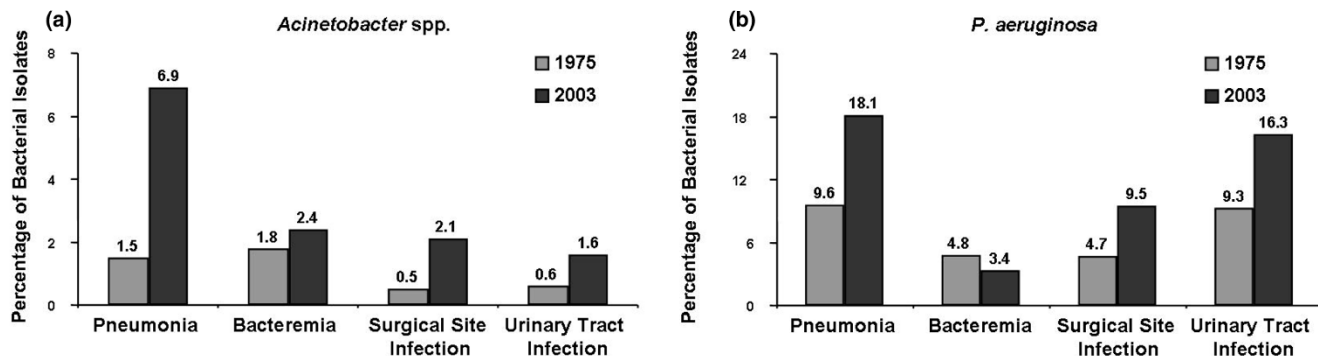 (a)
Acinetobacter spp.
Percentage of Bacterial Isolates
8
6
4
2
0
1975
2003
1.5
6.9
1.8
2.4
0.5
2.1
0.6
1.6
Pneumonia
Bacteremia
Surgical Site
Infection
Urinary Tract
Infection
(b)
P. aeruginosa
Percentage of Bacterial Isolates
24
18
12
6
0
1975
2003
9.6
18.1
4.8
3.4
4.7
9.5
9.3
16.3
Pneumonia
Bacteremia
Surgical Site
Infection
Urinary Tract
Infection